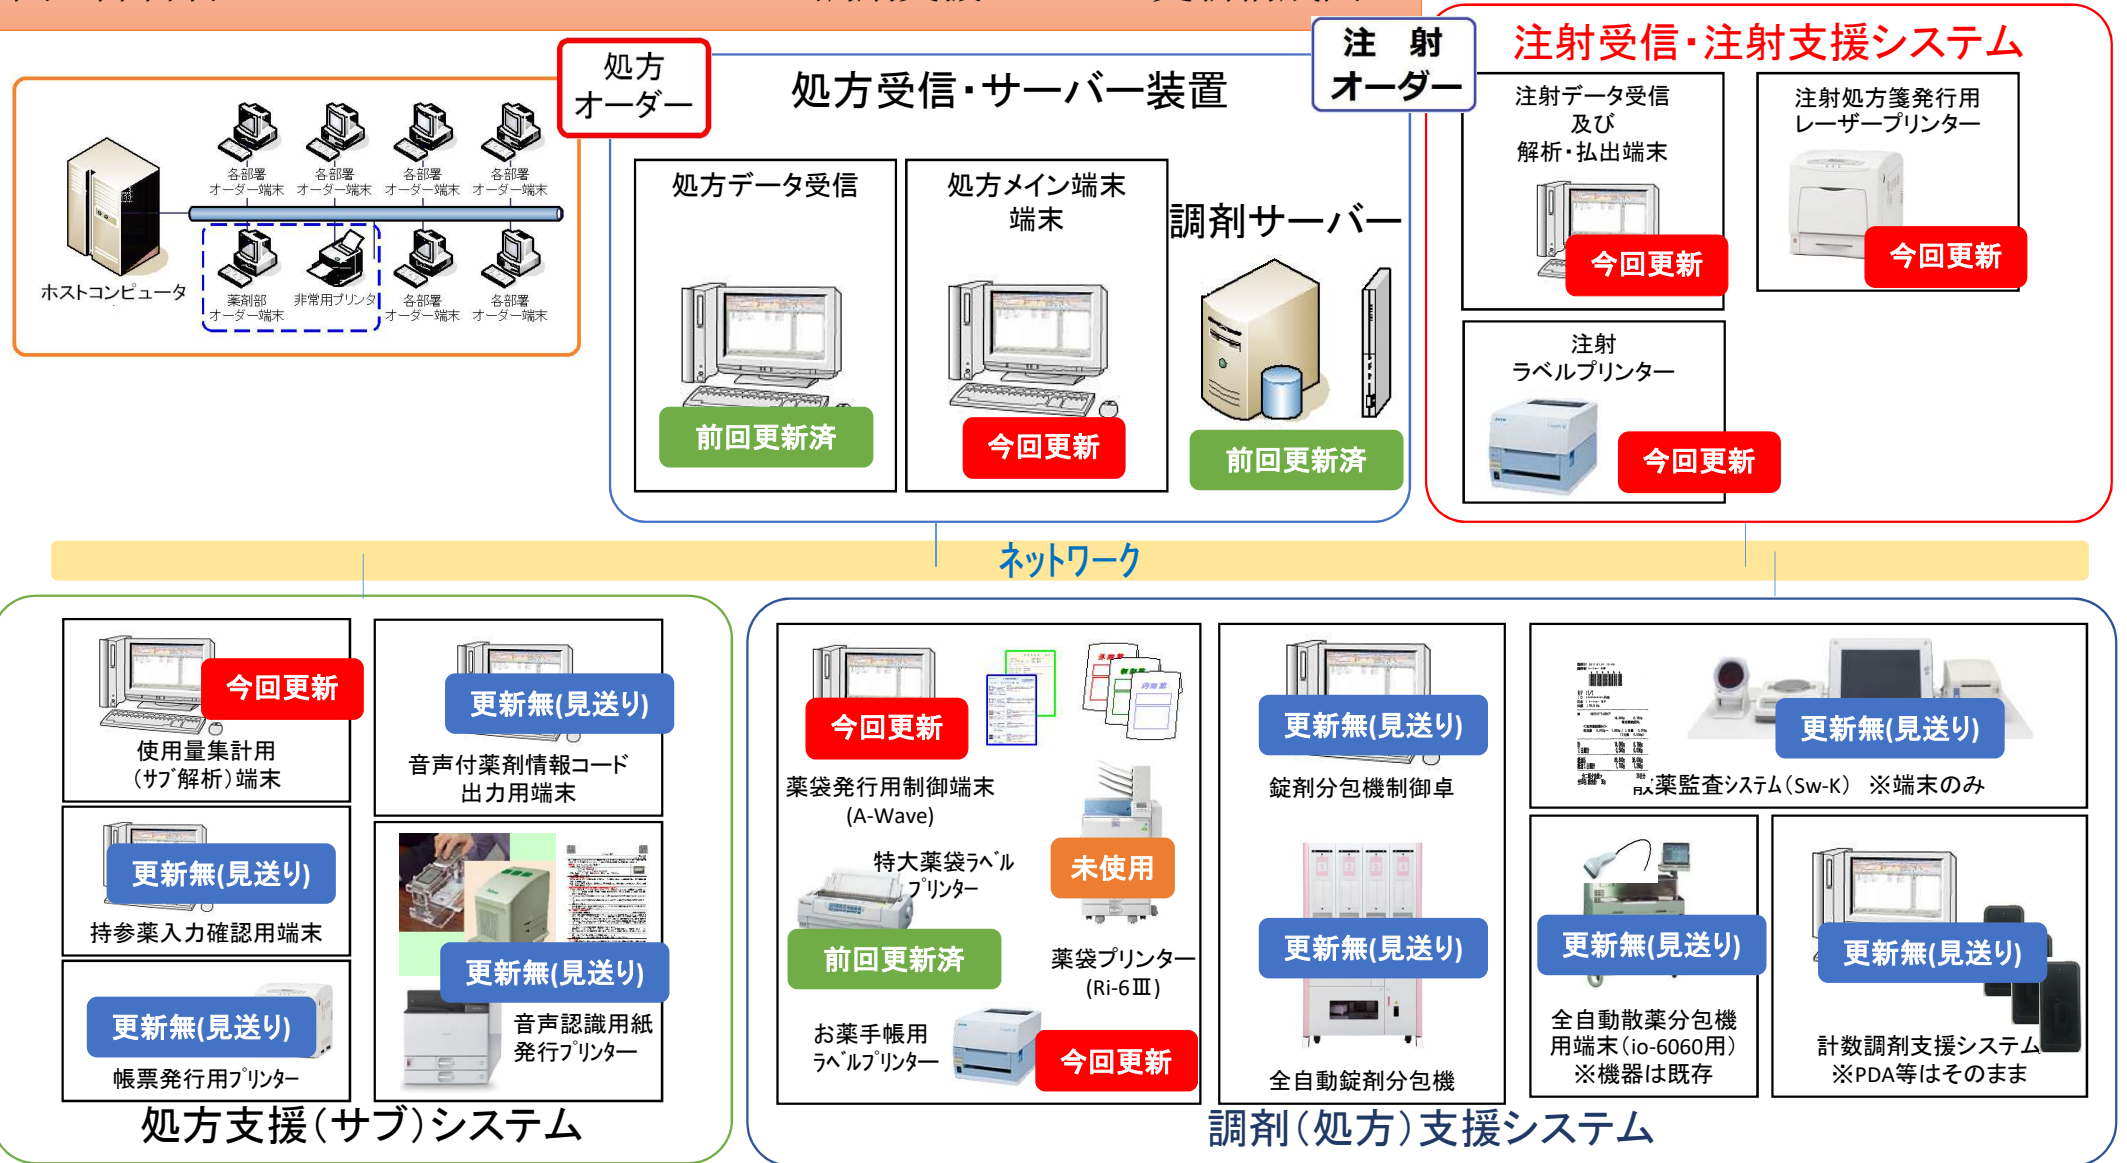 処方
オーダー
処方受信・サーバー装置
注 射
オーダー
注射受信・注射支援システム
各部署
オーダー端末
各部署
オーダー端末
各部署
オーダー端末
各部署
オーダー端末
ホストコンピュータ
薬剤部
オーダー端末
非常用プリンタ
各部署
オーダー端末
各部署
オーダー端末
処方データ受信
前回更新済
処方メイン端末
端末
今回更新
調剤サーバー
前回更新済
注射データ受信
及び
解析・払出端末
今回更新
注射処方箋発行用
レーザープリンター
今回更新
注射
ラベルプリンター
今回更新
ネットワーク
今回更新
使用量集計用
(サブ解析)端末
更新無(見送り)
音声付薬剤情報コード
出力用端末
更新無(見送り)
持参薬入力確認用端末
更新無(見送り)
音声認識用紙
発行プリンター
更新無(見送り)
帳票発行用プリンター
処方支援(サブ)システム
今回更新
薬袋発行用制御端末
(A-Wave)
特大薬袋ラベル
プリンター
前回更新済
未使用
薬袋プリンター
(Ri-6Ⅲ)
お薬手帳用
ラベルプリンター
今回更新
更新無(見送り)
錠剤分包機制御卓
更新無(見送り)
全自動錠剤分包機
更新無(見送り)
散薬監査システム(Sw-K) ※端末のみ
更新無(見送り)
全自動散薬分包機
用端末(io-6060用)
※機器は既存
更新無(見送り)
計数調剤支援システム
※PDA等はそのまま
調剤(処方)支援システム